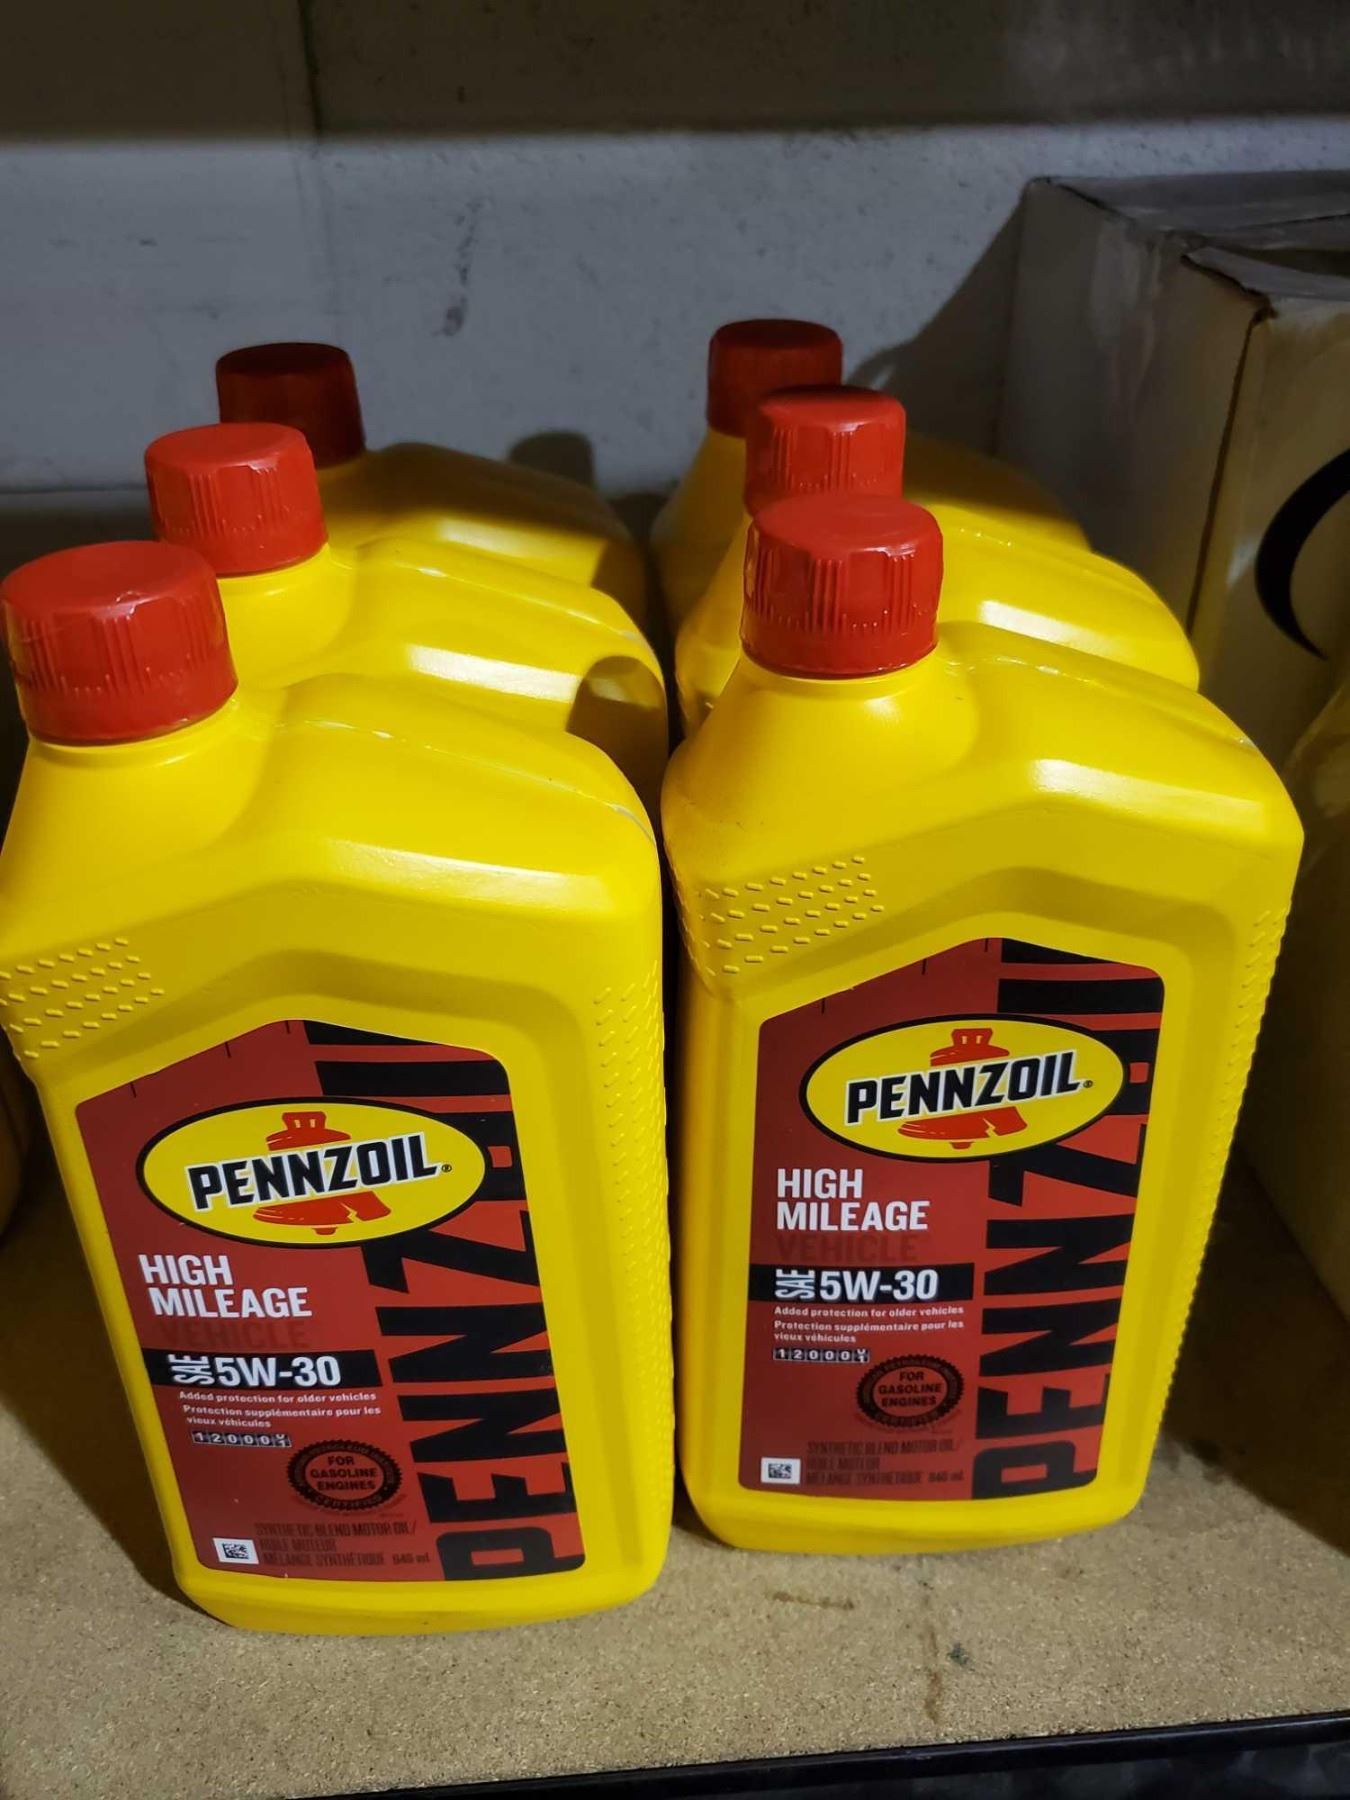 PENNZOIL®
HIGH
MILEAGE
VEHICLE
SAE 5W-30
Added protection for older vehicles
Protection supplémentaire pour les
vieux véhicules
FOR
GASOLINE
ENGINES
CERTIFIED
SYNTHETIC BLEND MOTOR OIL/
HUILE MOTEUR
MÉLANGE SYNTHÉTIQUE 946 mL
PENNZOIL
PENNZOIL®
HIGH
MILEAGE
VEHICLE
SAE 5W-30
Added protection for older vehicles
Protection supplémentaire pour les
vieux véhicules
FOR
GASOLINE
ENGINES
CERTIFIED
SYNTHETIC BLEND MOTOR OIL/
HUILE MOTEUR
MÉLANGE SYNTHÉTIQUE 946 mL
PENNZOIL